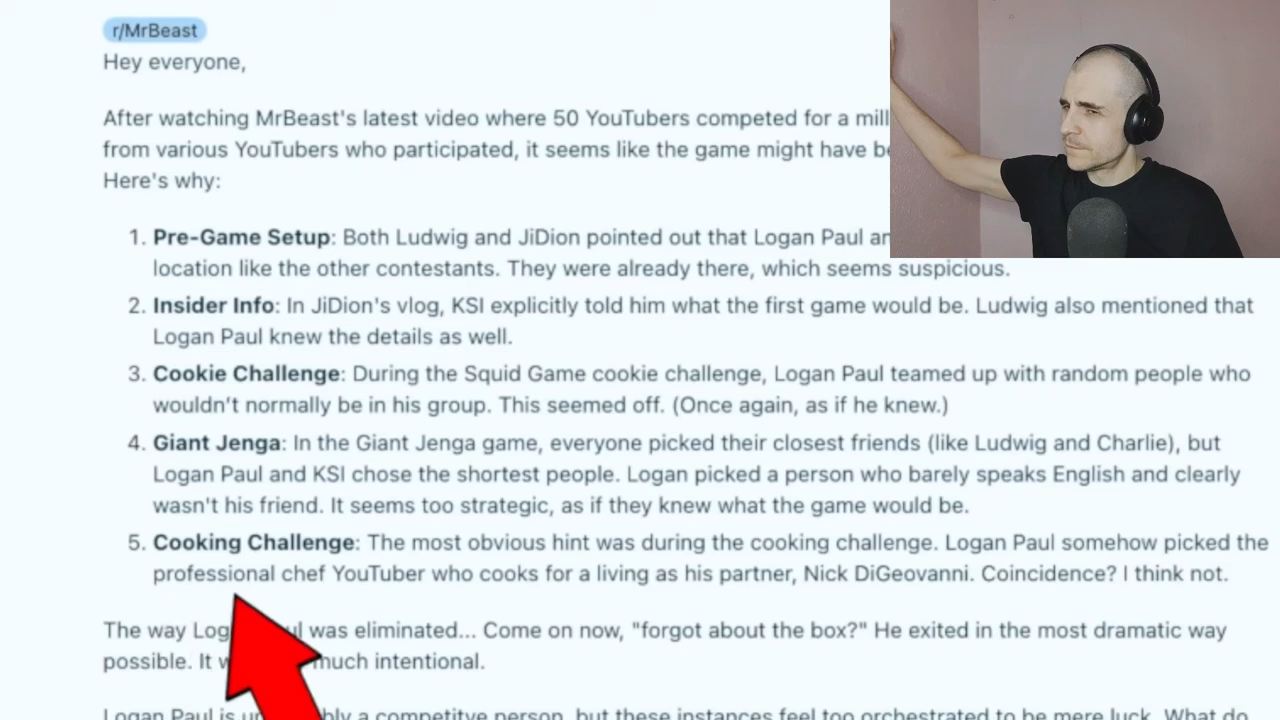 r/MrBeast
Hey everyone,
After watching MrBeast's latest video where 50 YouTubers competed for a mill
from various YouTubers who participated, it seems like the game might have be
Here's why:
1. Pre-Game Setup: Both Ludwig and JiDion pointed out that Logan Paul an
location like the other contestants. They were already there, which seems suspicious.
2. Insider Info: In JiDion's vlog, KSI explicitly told him what the first game would be. Ludwig also mentioned that
Logan Paul knew the details as well.
3. Cookie Challenge: During the Squid Game cookie challenge, Logan Paul teamed up with random people who
wouldn't normally be in his group. This seemed off. (Once again, as if he knew.)
4. Giant Jenga: In the Giant Jenga game, everyone picked their closest friends (like Ludwig and Charlie), but
Logan Paul and KSI chose the shortest people. Logan picked a person who barely speaks English and clearly
wasn't his friend. It seems too strategic, as if they knew what the game would be.
5. Cooking Challenge: The most obvious hint was during the cooking challenge. Logan Paul somehow picked the
professional chef YouTuber who cooks for a living as his partner, Nick DiGeovanni. Coincidence? I think not.
The way Log ul was eliminated... Come on now, "forgot about the box?" He exited in the most dramatic way
possible. It much intentional.
Logan Paul is bly a competitve person, but these instances feel too orchestrated to be mere luck. What do